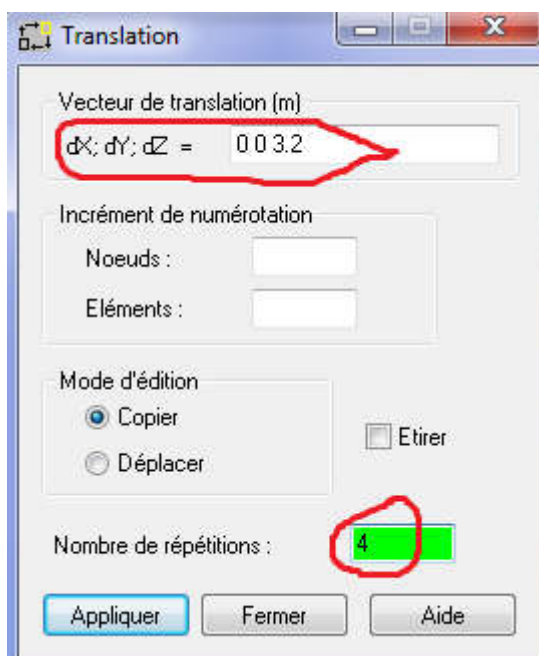 Translation
Vecteur de translation (m)
dX; dY; dZ = 0 0 3.2
Incrément de numérotation
Noeuds :
Eléments :
Mode d'édition
Copier
Etirer
Déplacer
Nombre de répétitions : 4
Appliquer Fermer Aide